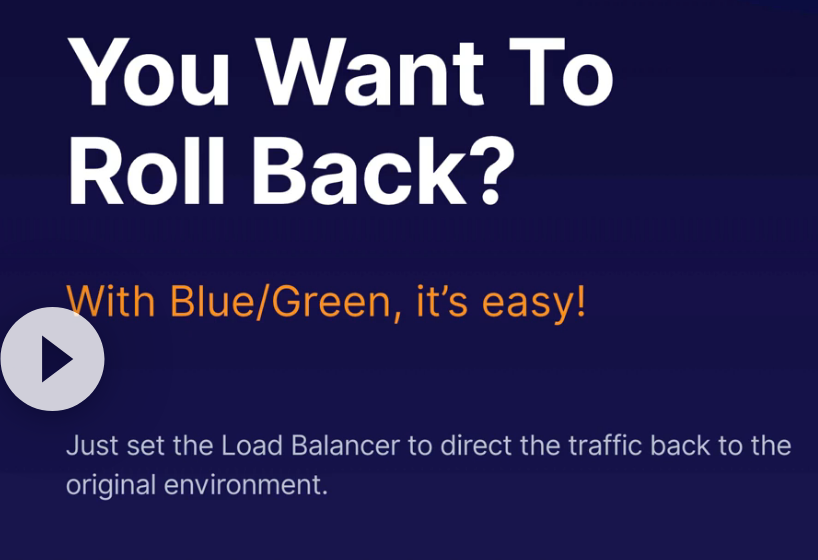 You Want To
Roll Back?
With Blue/Green, it’s easy!
Just set the Load Balancer to direct the traffic back to the
original environment.